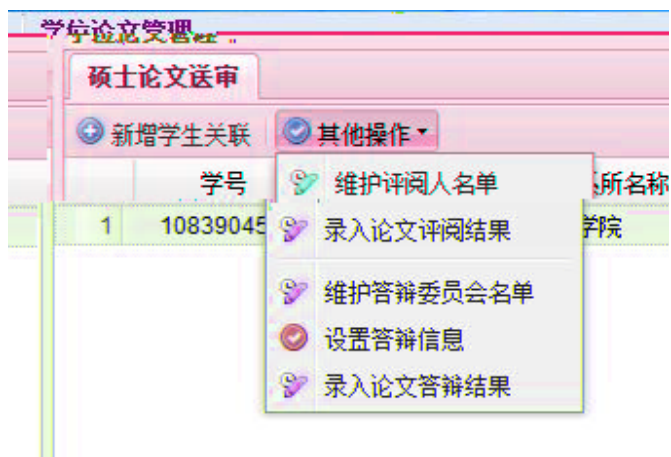 学位论文管理
硕士论文送审
新增学生关联 其他操作
学号 所名称
1 10839045 学院
维护评阅人名单
录入论文评阅结果
维护答辩委员会名单
设置答辩信息
录入论文答辩结果